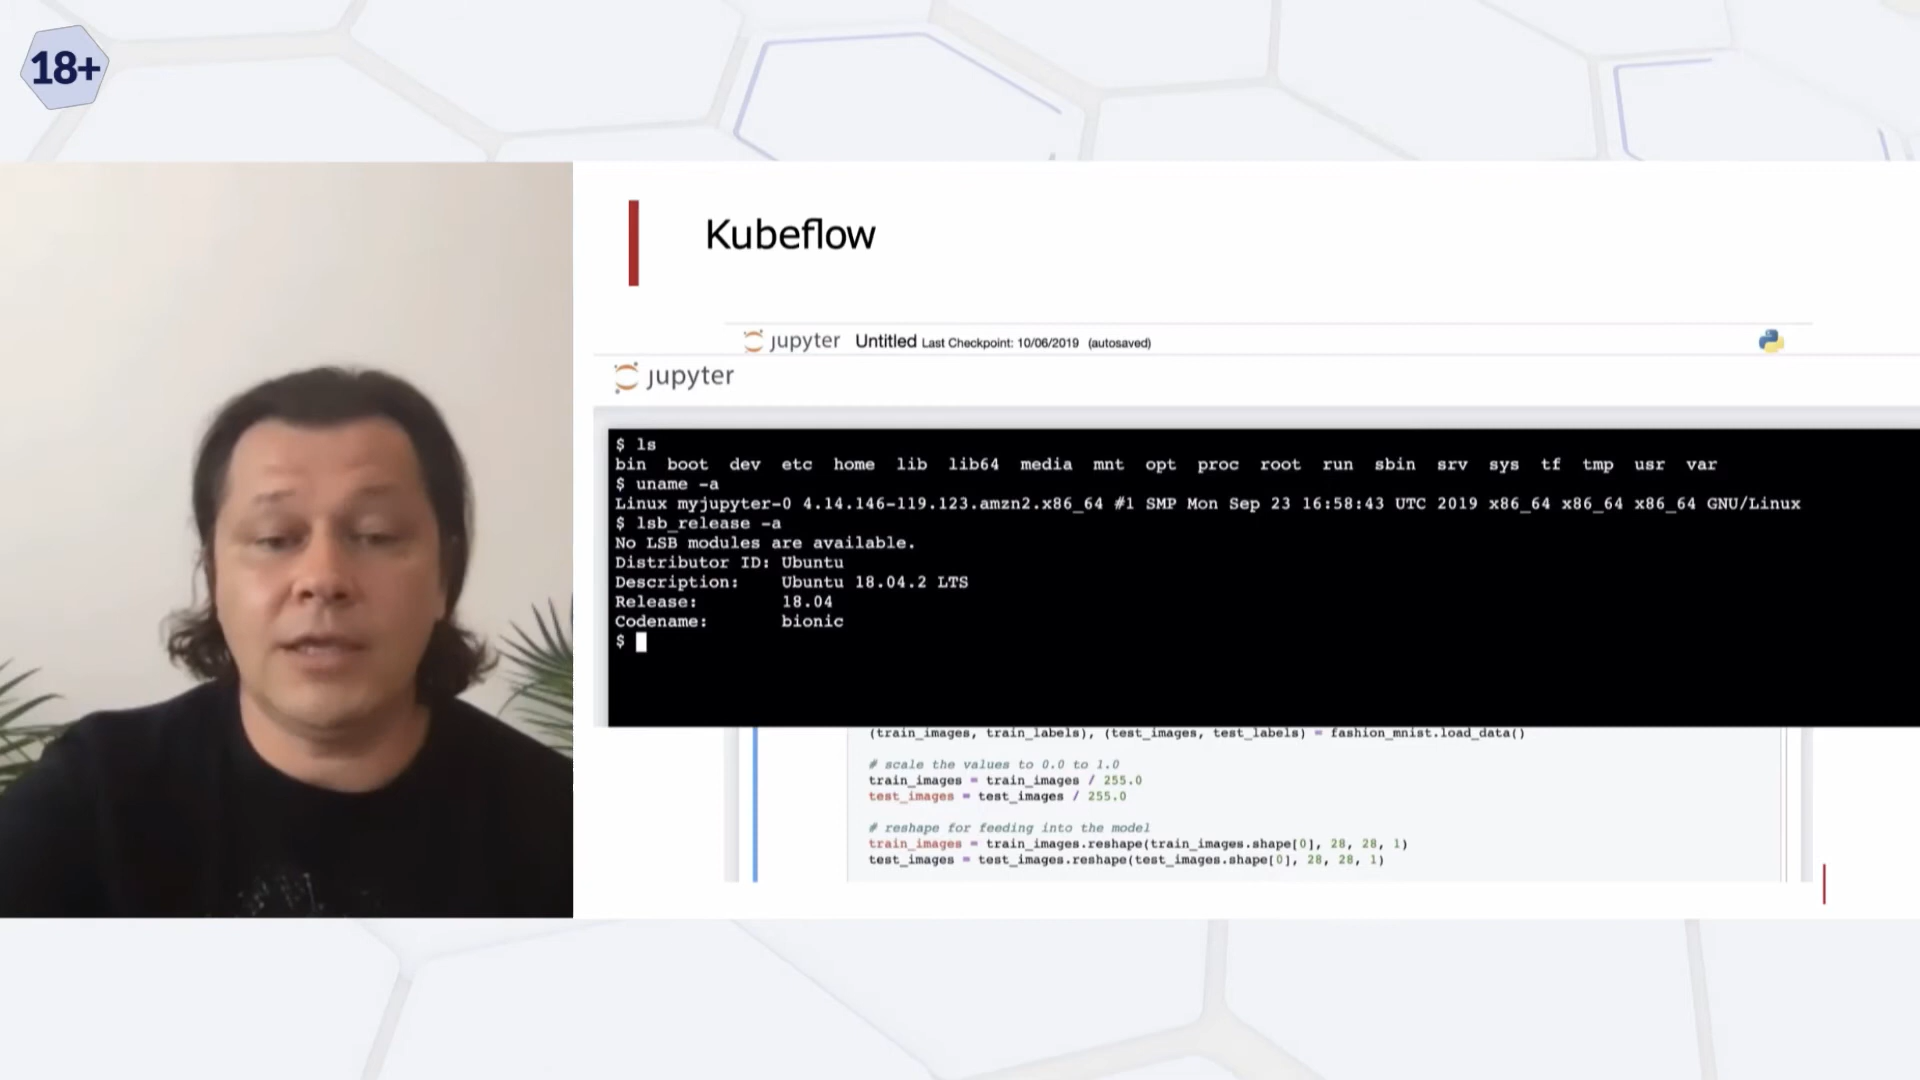 18+
Kubeflow
jupyter Untitled Last Checkpoint: 10/06/2019 (autosaved)
jupyter
$ ls
bin boot dev etc home lib lib64 media mnt opt proc root run sbin srv sys tf tmp usr var
$ uname -a
Linux myjupyter-0 4.14.146-119.123.amzn2.x86_64 #1 SMP Mon Sep 23 16:58:43 UTC 2019 x86_64 x86_64 x86_64 GNU/Linux
$ lsb_release -a
No LSB modules are available.
Distributor ID: Ubuntu
Description: Ubuntu 18.04.2 LTS
Release: 18.04
Codename: bionic
$
(train_images, train_labels), (test_images, test_labels) = fashion_mnist.load_data()
# scale the values to 0.0 to 1.0
train_images = train_images / 255.0
test_images = test_images / 255.0
# reshape for feeding into the model
train_images = train_images.reshape(train_images.shape[0], 28, 28, 1)
test_images = test_images.reshape(test_images.shape[0], 28, 28, 1)